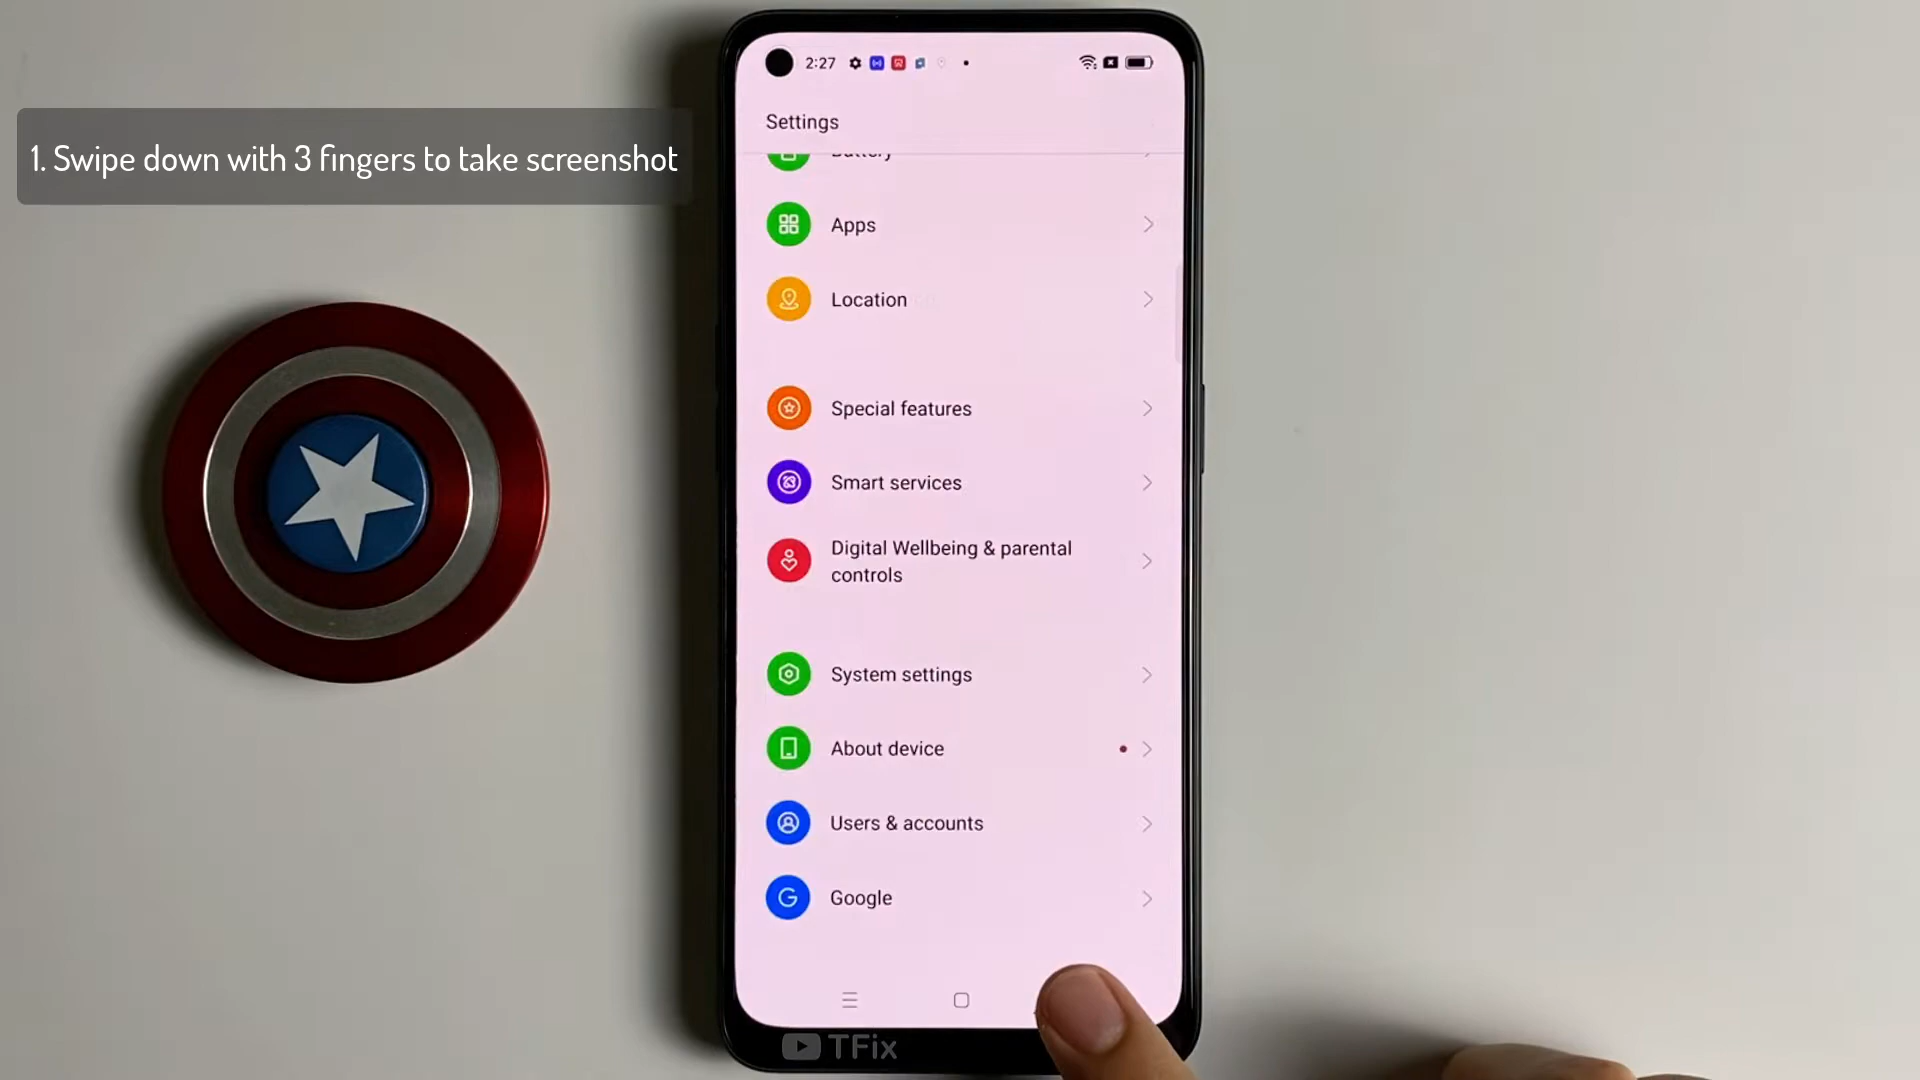 1. Swipe down with 3 fingers to take screenshot
2:27
Settings
Battery
Apps
Location
Special features
Smart services
Digital Wellbeing & parental
controls
System settings
About device
Users & accounts
Google
TFix